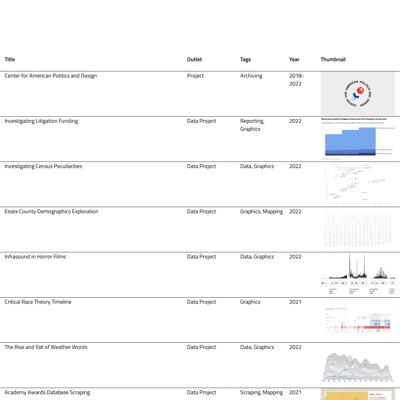 Title Outlet Tags Year Thumbnail
Center for American Politics and Design Project Archiving 2018-
2022
Investigating Litigation Funding Data Project Reporting, 2022
Graphics
Investigating Census Peculiarities Data Project Data, Graphics 2022
Essex County Demographics Exploration Data Project Graphics, Mapping 2022
Infrasound in Horror Films Data Project Data, Graphics 2022
Critical Race Theory Timeline Data Project Graphics 2021
The Rise and Fall of Weather Words Data Project Data, Graphics 2022
Academy Awards Database Scraping Data Project Scraping, Mapping 2021